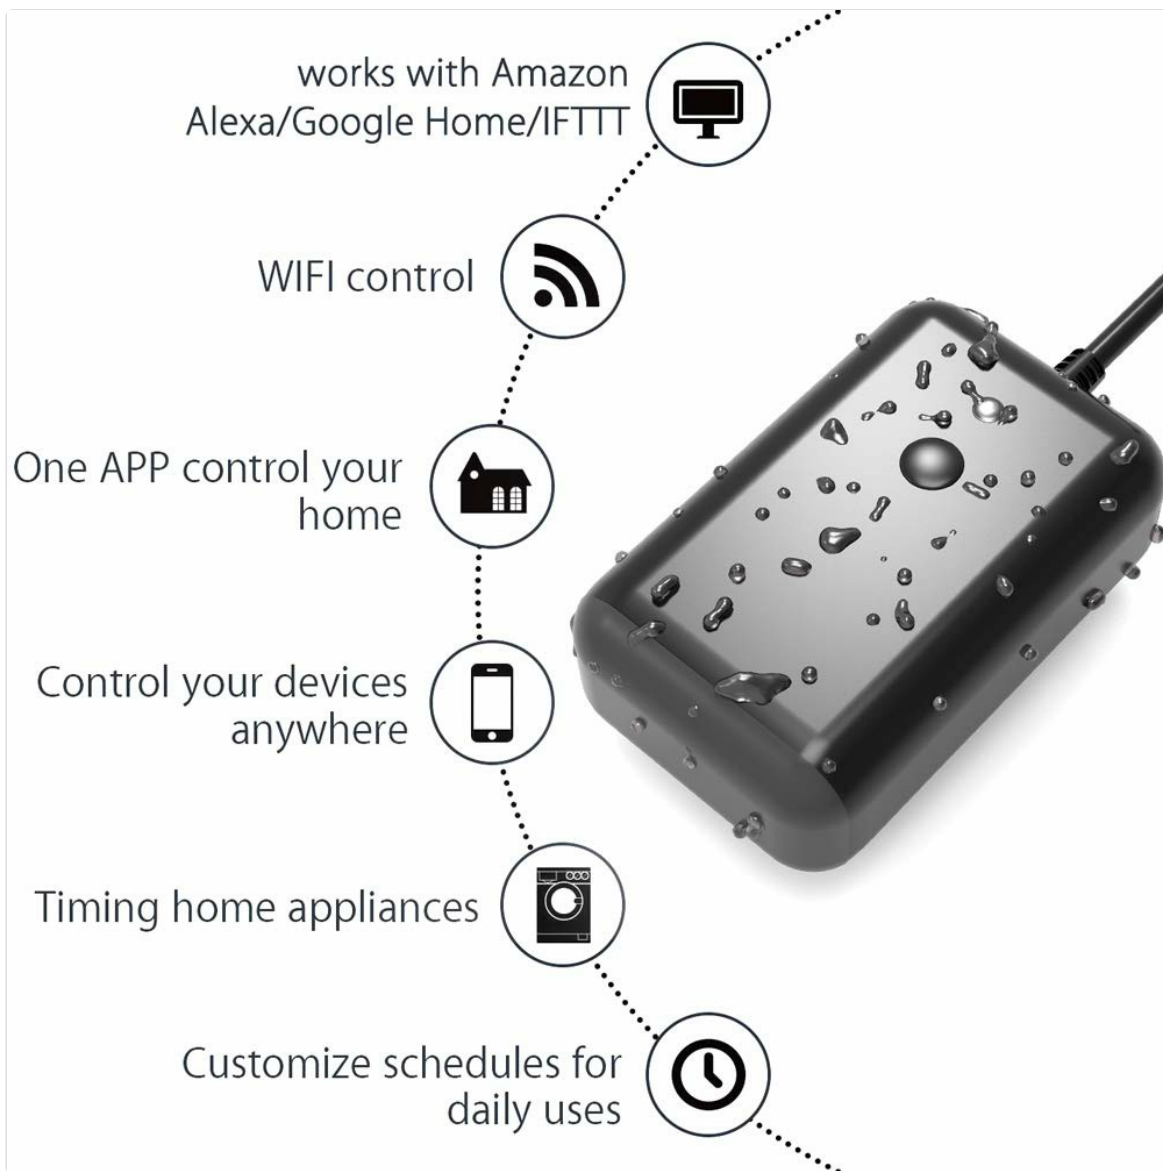 works with Amazon
Alexa/Google Home/IFTTT
WIFI control
One APP control your
home
Control your devices
anywhere
Timing home appliances
Customize schedules for
daily uses